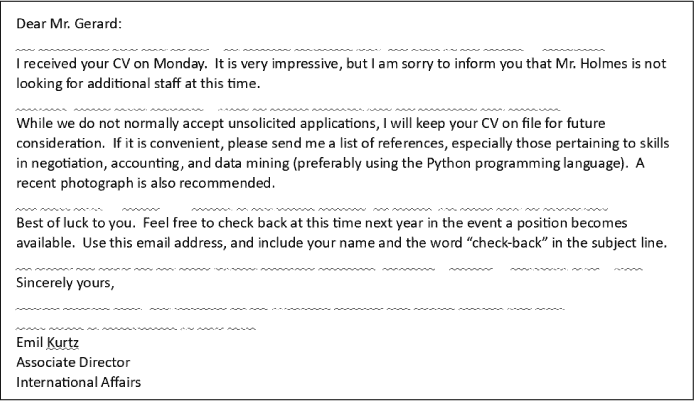 Dear Mr. Gerard:
I received your CV on Monday.  It is very impressive, but I am sorry to inform you that Mr. Holmes is not
looking for additional staff at this time.
While we do not normally accept unsolicited applications, I will keep your CV on file for future
consideration.  If it is convenient, please send me a list of references, especially those pertaining to skills
in negotiation, accounting, and data mining (preferably using the Python programming language).  A
recent photograph is also recommended.
Best of luck to you.  Feel free to check back at this time next year in the event a position becomes
available.  Use this email address, and include your name and the word “check-back” in the subject line.
Sincerely yours,
Emil Kurtz
Associate Director
International Affairs